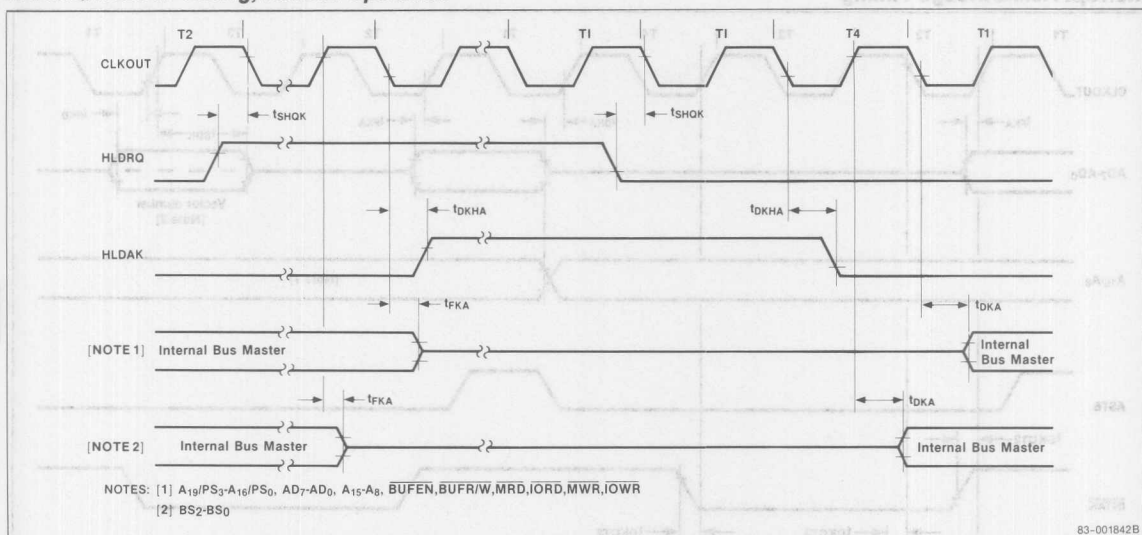 T2 TI TI T4 T1
CLKOUT
tSHQK tSHQK
HLDRQ
tDKHA tDKHA
HLDAK
tFKA tDKA
[NOTE 1] Internal Bus Master Internal
Bus Master
tFKA tDKA
[NOTE 2] Internal Bus Master Internal Bus Master
NOTES: [1] A19/PS3-A16/PS0, AD7-AD0, A15-A8, BUFEN, BUFR/W, MRD, IORD, MWR, IOWR
[2] BS2-BS0
83-001842B